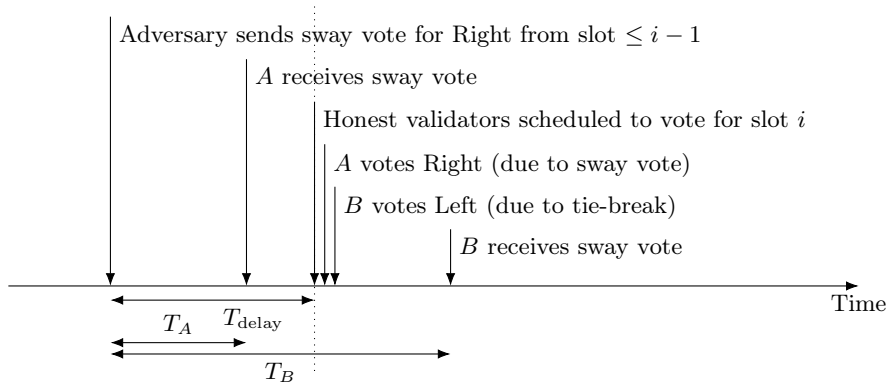 Adversary sends sway vote for Right from slot ≤ i − 1
A receives sway vote
Honest validators scheduled to vote for slot i
A votes Right (due to sway vote)
B votes Left (due to tie-break)
B receives sway vote
Time
T_delay
T_A
T_B